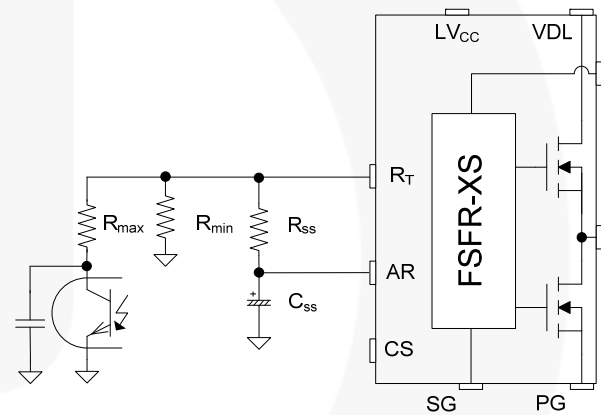 LVCC
VDL
RT
Rmax
Rmin
Rss
FSFR-XS
AR
+
Css
CS
SG
PG